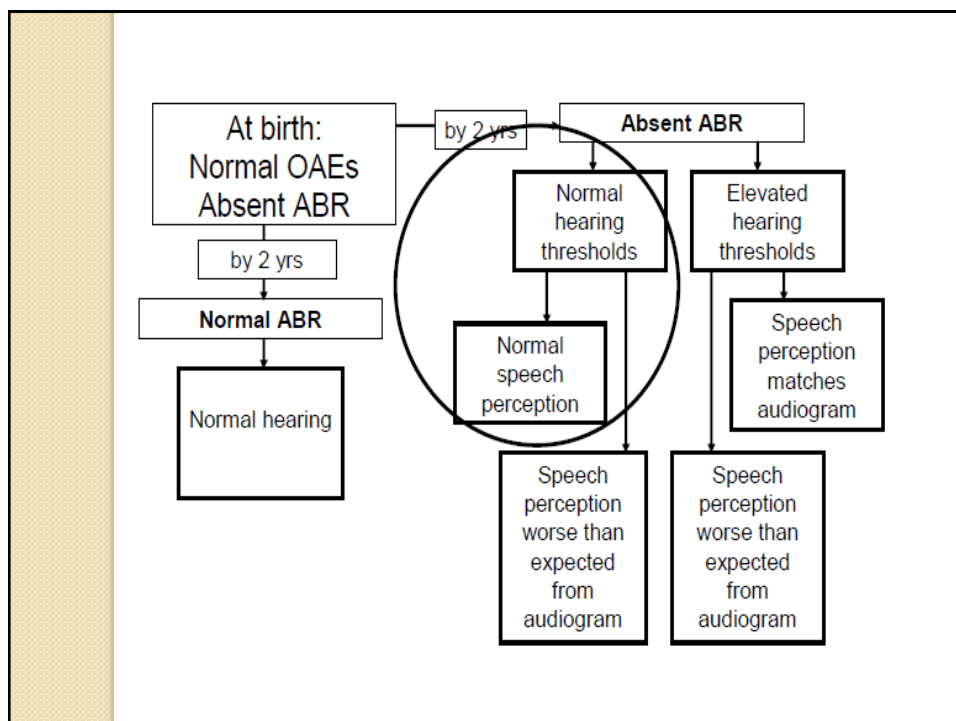 At birth:
Normal OAEs
Absent ABR
by 2 yrs
Absent ABR
Normal
hearing
thresholds
Elevated
hearing
thresholds
by 2 yrs
Normal ABR
Normal
speech
perception
Speech
perception
matches
audiogram
Normal hearing
Speech
perception
worse than
expected
from
audiogram
Speech
perception
worse than
expected
from
audiogram